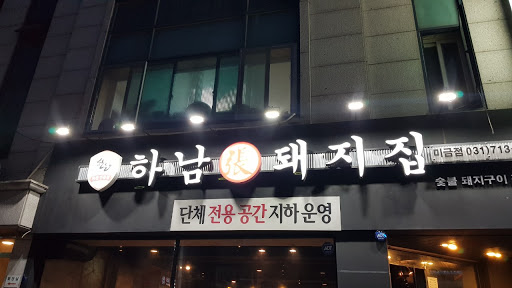 하남張돼지집
미금점 031)713-
숯불 돼지구이
단체 전용 공간 지하 운영